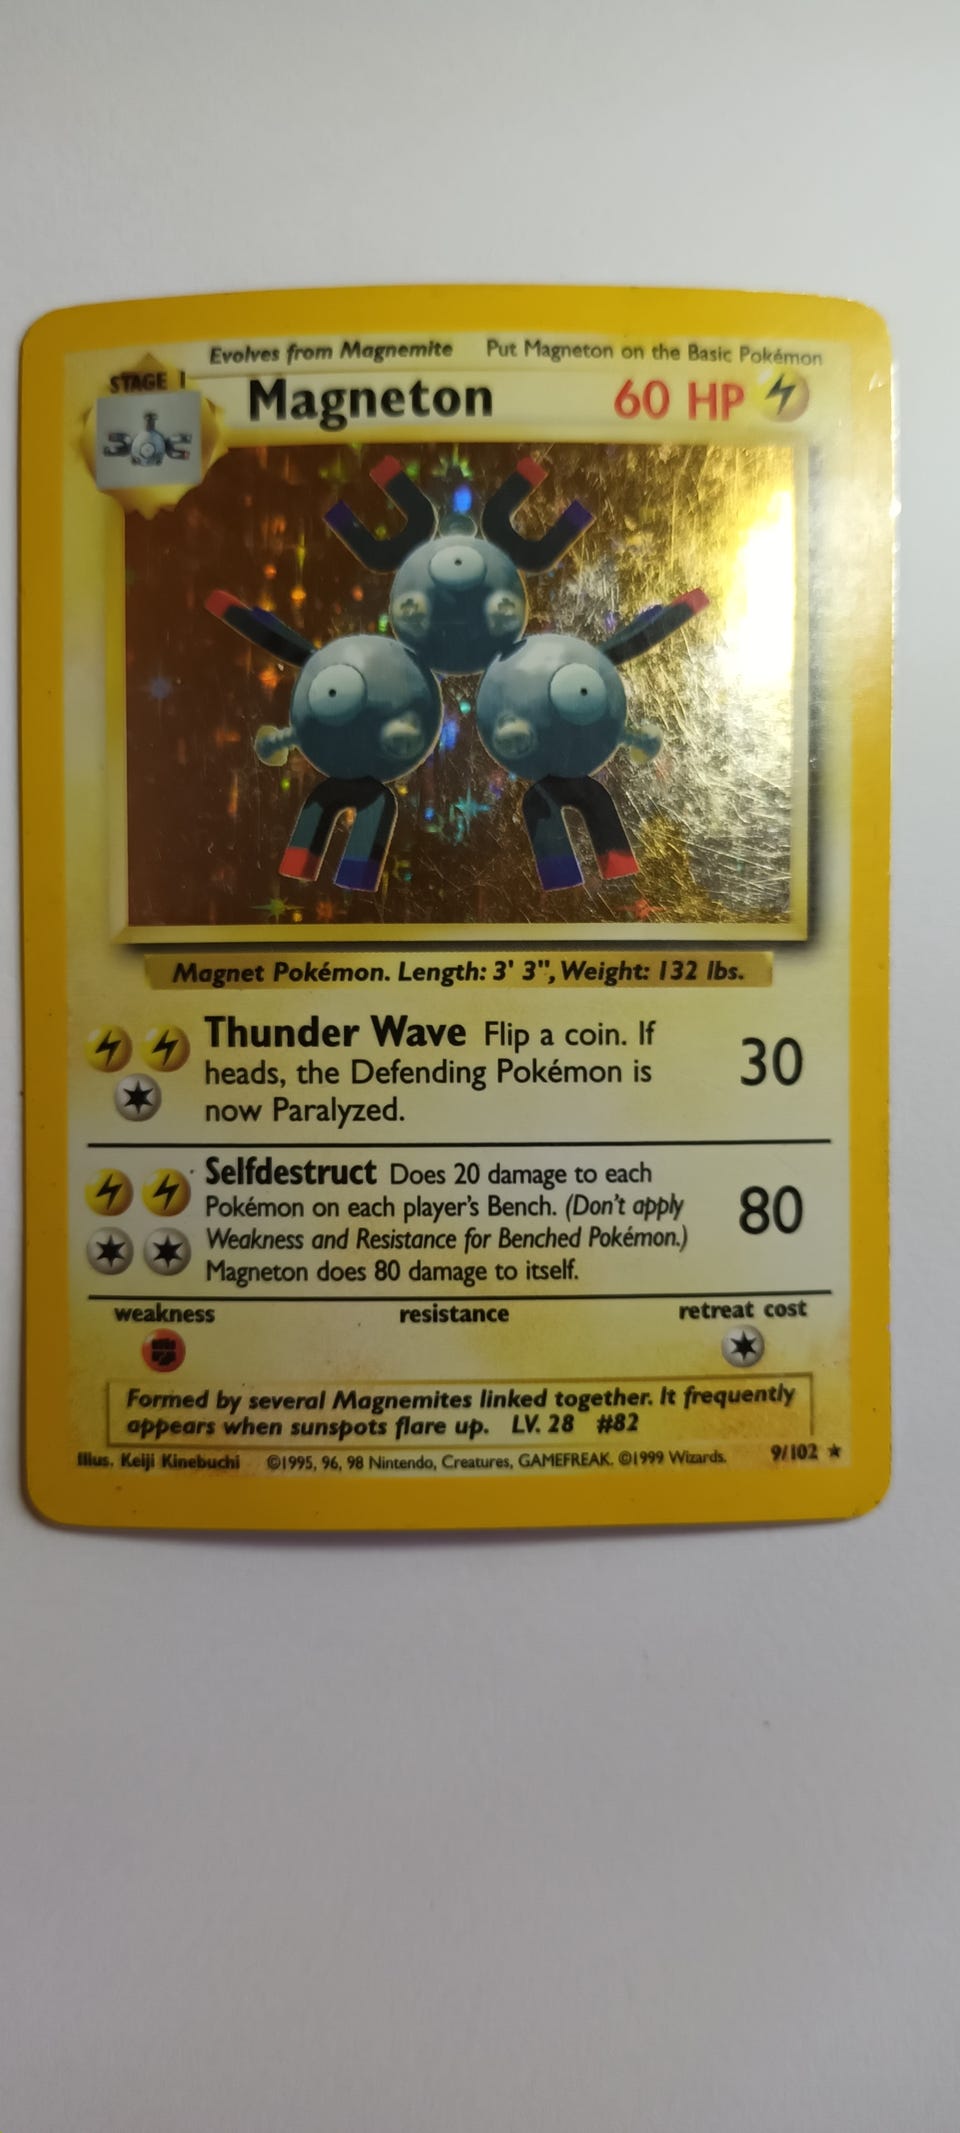 Evolves from Magnemite Put Magneton on the Basic Pokémon
STAGE 1
Magneton 60 HP
Magnet Pokémon. Length: 3' 3", Weight: 132 lbs.
Thunder Wave Flip a coin. If
heads, the Defending Pokémon is
now Paralyzed.
30
Selfdestruct Does 20 damage to each
Pokémon on each player's Bench. (Don't apply
Weakness and Resistance for Benched Pokémon.)
Magneton does 80 damage to itself.
80
weakness resistance retreat cost
Formed by several Magnemites linked together. It frequently
appears when sunspots flare up. LV. 28 #82
Illus. Keiji Kinebuchi ©1995, 96, 98 Nintendo, Creatures, GAMEFREAK. ©1999 Wizards. 9/102 ★